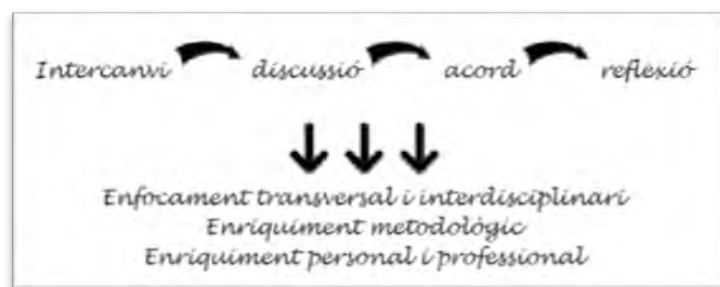 Intercanvi discussió acord reflexió
Enfocament transversal i interdisciplinari
Enriquiment metodològic
Enriquiment personal i professional